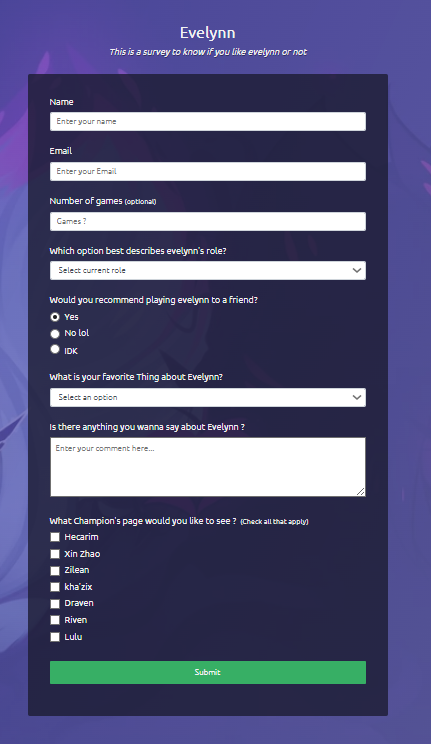 Evelynn
This is a survey to know if you like evelynn or not
Name
Enter your name
Email
Enter your Email
Number of games (optional)
Games ?
Which option best describes evelynn's role?
Select current role
Would you recommend playing evelynn to a friend?
Yes
No lol
IDK
What is your favorite Thing about Evelynn?
Select an option
Is there anything you wanna say about Evelynn ?
Enter your comment here...
What Champion's page would you like to see ? (Check all that apply)
Hecarim
Xin Zhao
Zilean
kha'zix
Draven
Riven
Lulu
Submit